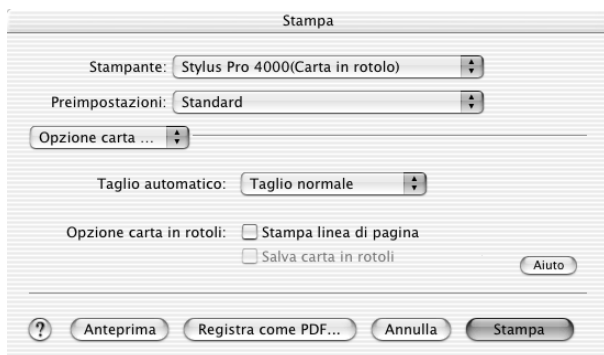 Stampa
Stampante: Stylus Pro 4000(Carta in rotolo)
Preimpostazioni: Standard
Opzione carta ...
Taglio automatico: Taglio normale
Opzione carta in rotoli: Stampa linea di pagina
Salva carta in rotoli
Aiuto
? Anteprima Registra come PDF... Annulla Stampa